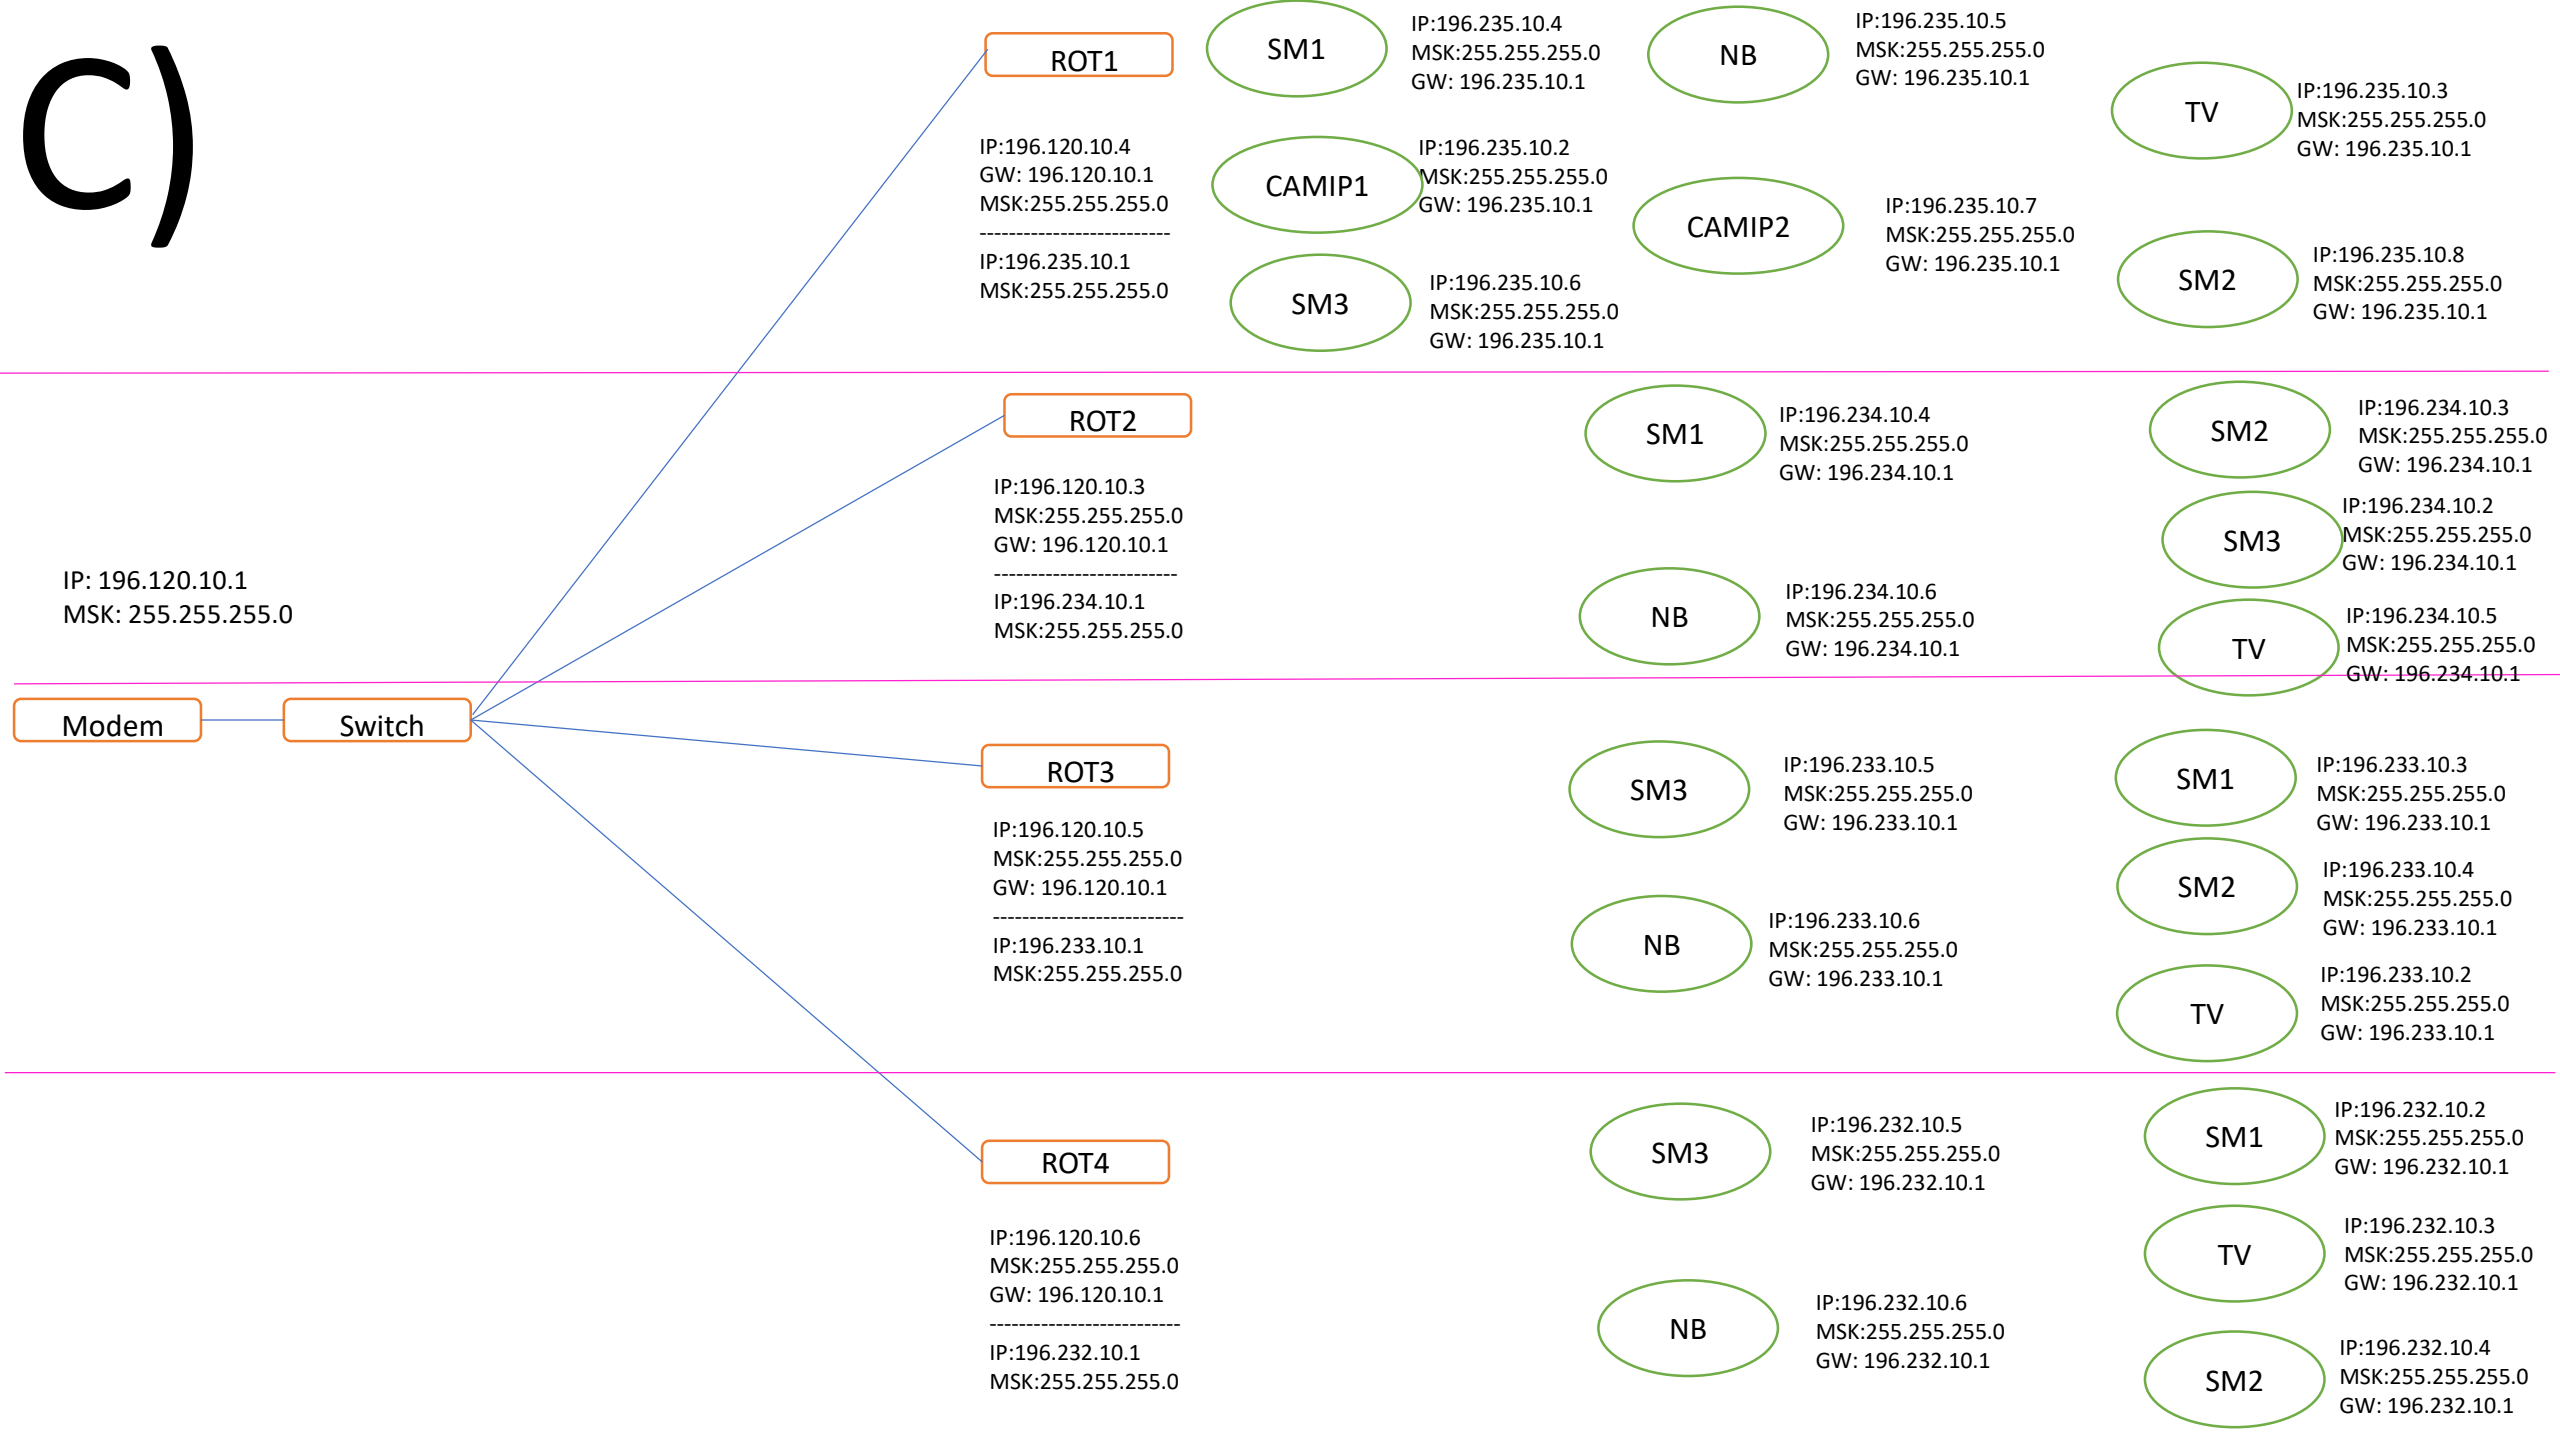 C)
ROT1
IP:196.120.10.4
GW: 196.120.10.1
MSK:255.255.255.0
--------------------------
IP:196.235.10.1
MSK:255.255.255.0
SM1
IP:196.235.10.4
MSK:255.255.255.0
GW: 196.235.10.1
NB
IP:196.235.10.5
MSK:255.255.255.0
GW: 196.235.10.1
TV
IP:196.235.10.3
MSK:255.255.255.0
GW: 196.235.10.1
CAMIP1
IP:196.235.10.2
MSK:255.255.255.0
GW: 196.235.10.1
CAMIP2
IP:196.235.10.7
MSK:255.255.255.0
GW: 196.235.10.1
SM2
IP:196.235.10.8
MSK:255.255.255.0
GW: 196.235.10.1
SM3
IP:196.235.10.6
MSK:255.255.255.0
GW: 196.235.10.1
IP: 196.120.10.1
MSK: 255.255.255.0
Modem
Switch
ROT2
IP:196.120.10.3
MSK:255.255.255.0
GW: 196.120.10.1
-------------------------
IP:196.234.10.1
MSK:255.255.255.0
SM1
IP:196.234.10.4
MSK:255.255.255.0
GW: 196.234.10.1
SM2
IP:196.234.10.3
MSK:255.255.255.0
GW: 196.234.10.1
SM3
IP:196.234.10.2
MSK:255.255.255.0
GW: 196.234.10.1
NB
IP:196.234.10.6
MSK:255.255.255.0
GW: 196.234.10.1
TV
IP:196.234.10.5
MSK:255.255.255.0
GW: 196.234.10.1
ROT3
IP:196.120.10.5
MSK:255.255.255.0
GW: 196.120.10.1
--------------------------
IP:196.233.10.1
MSK:255.255.255.0
SM3
IP:196.233.10.5
MSK:255.255.255.0
GW: 196.233.10.1
SM1
IP:196.233.10.3
MSK:255.255.255.0
GW: 196.233.10.1
SM2
IP:196.233.10.4
MSK:255.255.255.0
GW: 196.233.10.1
NB
IP:196.233.10.6
MSK:255.255.255.0
GW: 196.233.10.1
TV
IP:196.233.10.2
MSK:255.255.255.0
GW: 196.233.10.1
ROT4
IP:196.120.10.6
MSK:255.255.255.0
GW: 196.120.10.1
--------------------------
IP:196.232.10.1
MSK:255.255.255.0
SM3
IP:196.232.10.5
MSK:255.255.255.0
GW: 196.232.10.1
SM1
IP:196.232.10.2
MSK:255.255.255.0
GW: 196.232.10.1
TV
IP:196.232.10.3
MSK:255.255.255.0
GW: 196.232.10.1
NB
IP:196.232.10.6
MSK:255.255.255.0
GW: 196.232.10.1
SM2
IP:196.232.10.4
MSK:255.255.255.0
GW: 196.232.10.1